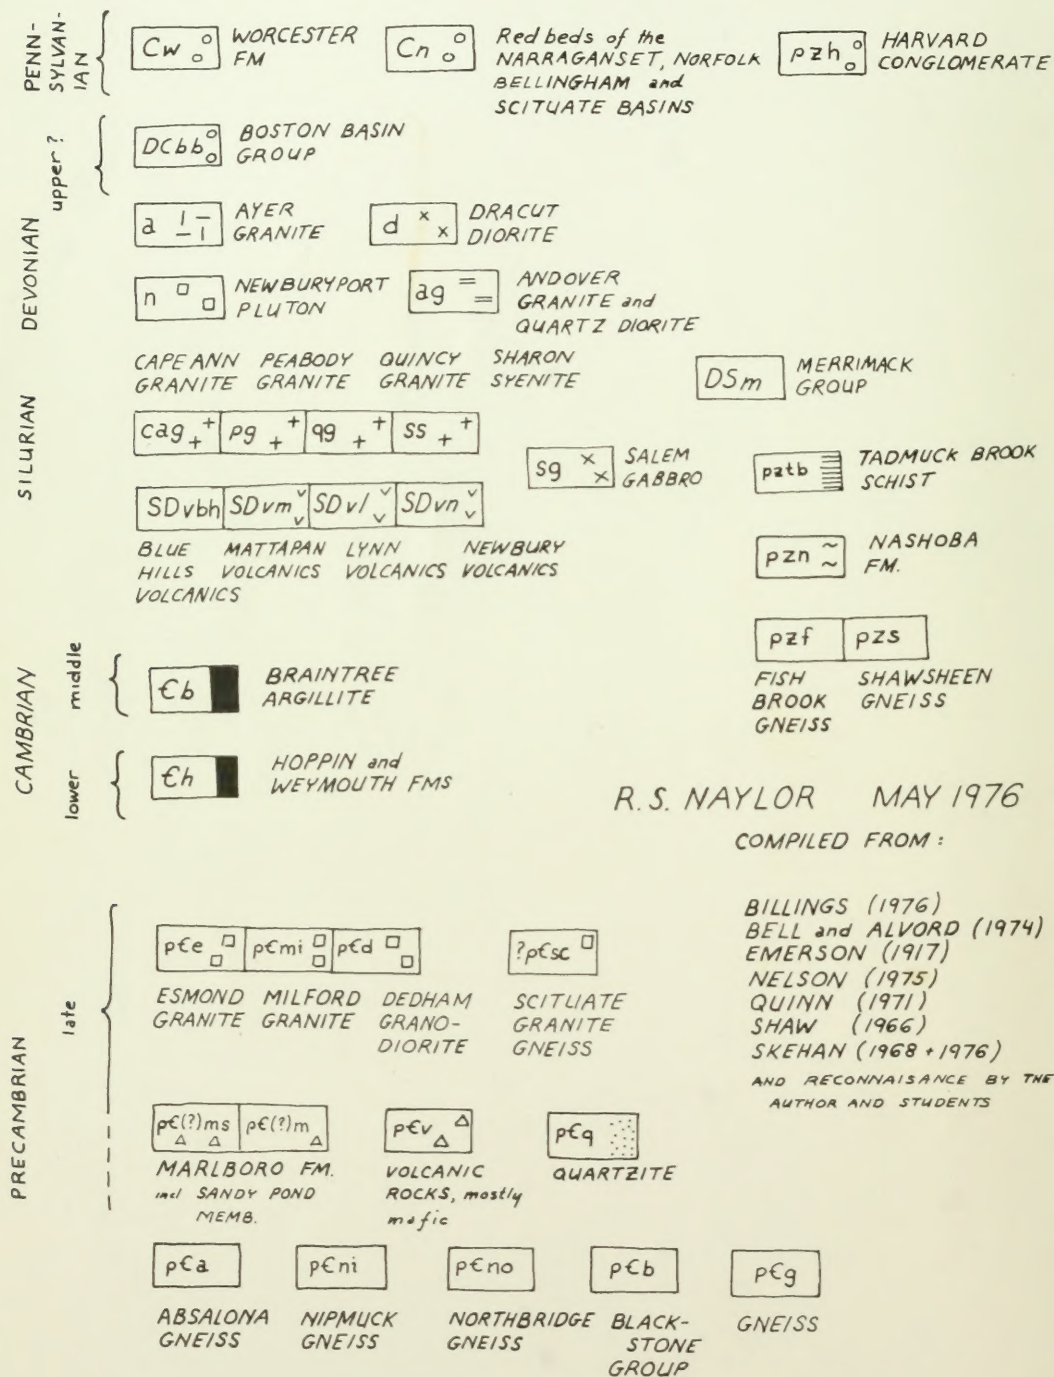 PENN-
SYLVAN-
IAN
Cw
WORCESTER
FM
Cn
Red beds of the
NARRAGANSET, NORFOLK
BELLINGHAM and
SCITUATE BASINS
pzh
HARVARD
CONGLOMERATE
DEVONIAN
upper ?
DCbb
BOSTON BASIN
GROUP
a
AYER
GRANITE
d
DRACUT
DIORITE
n
NEWBURYPORT
PLUTON
ag
ANDOVER
GRANITE and
QUARTZ DIORITE
SILURIAN
CAPE ANN
GRANITE
PEABODY
GRANITE
QUINCY
GRANITE
SHARON
SYENITE
cag
pg
qg
ss
DSm
MERRIMACK
GROUP
sg
SALEM
GABBRO
patb
TADMUCK BROOK
SCHIST
SDvbh
SDvm
SDvl
SDvn
BLUE
HILLS
VOLCANICS
MATTAPAN
VOLCANICS
LYNN
VOLCANICS
NEWBURY
VOLCANICS
pzn
NASHOBA
FM.
pzf
pzs
FISH
BROOK
GNEISS
SHAWSHEEN
GNEISS
CAMBRIAN
middle
Єb
BRAINTREE
ARGILLITE
lower
Єh
HOPPIN and
WEYMOUTH FMS
R.S. NAYLOR MAY 1976
COMPILED FROM :
BILLINGS (1976)
BELL and ALVORD (1974)
EMERSON (1917)
NELSON (1975)
QUINN (1971)
SHAW (1966)
SKEHAN (1968 + 1976)
AND RECONNAISANCE BY THE
AUTHOR AND STUDENTS
PRECAMBRIAN
late
pЄe
pЄmi
pЄd
?pЄsc
ESMOND
GRANITE
MILFORD
GRANITE
DEDHAM
GRANO-
DIORITE
SCITUATE
GRANITE
GNEISS
pЄ(?)ms
pЄ(?)m
pЄv
pЄq
MARLBORO FM.
incl SANDY POND
MEMB.
VOLCANIC
ROCKS, mostly
mafic
QUARTZITE
pЄa
pЄni
pЄno
pЄb
pЄg
ABSALONA
GNEISS
NIPMUCK
GNEISS
NORTHBRIDGE
GNEISS
BLACK-
STONE
GROUP
GNEISS